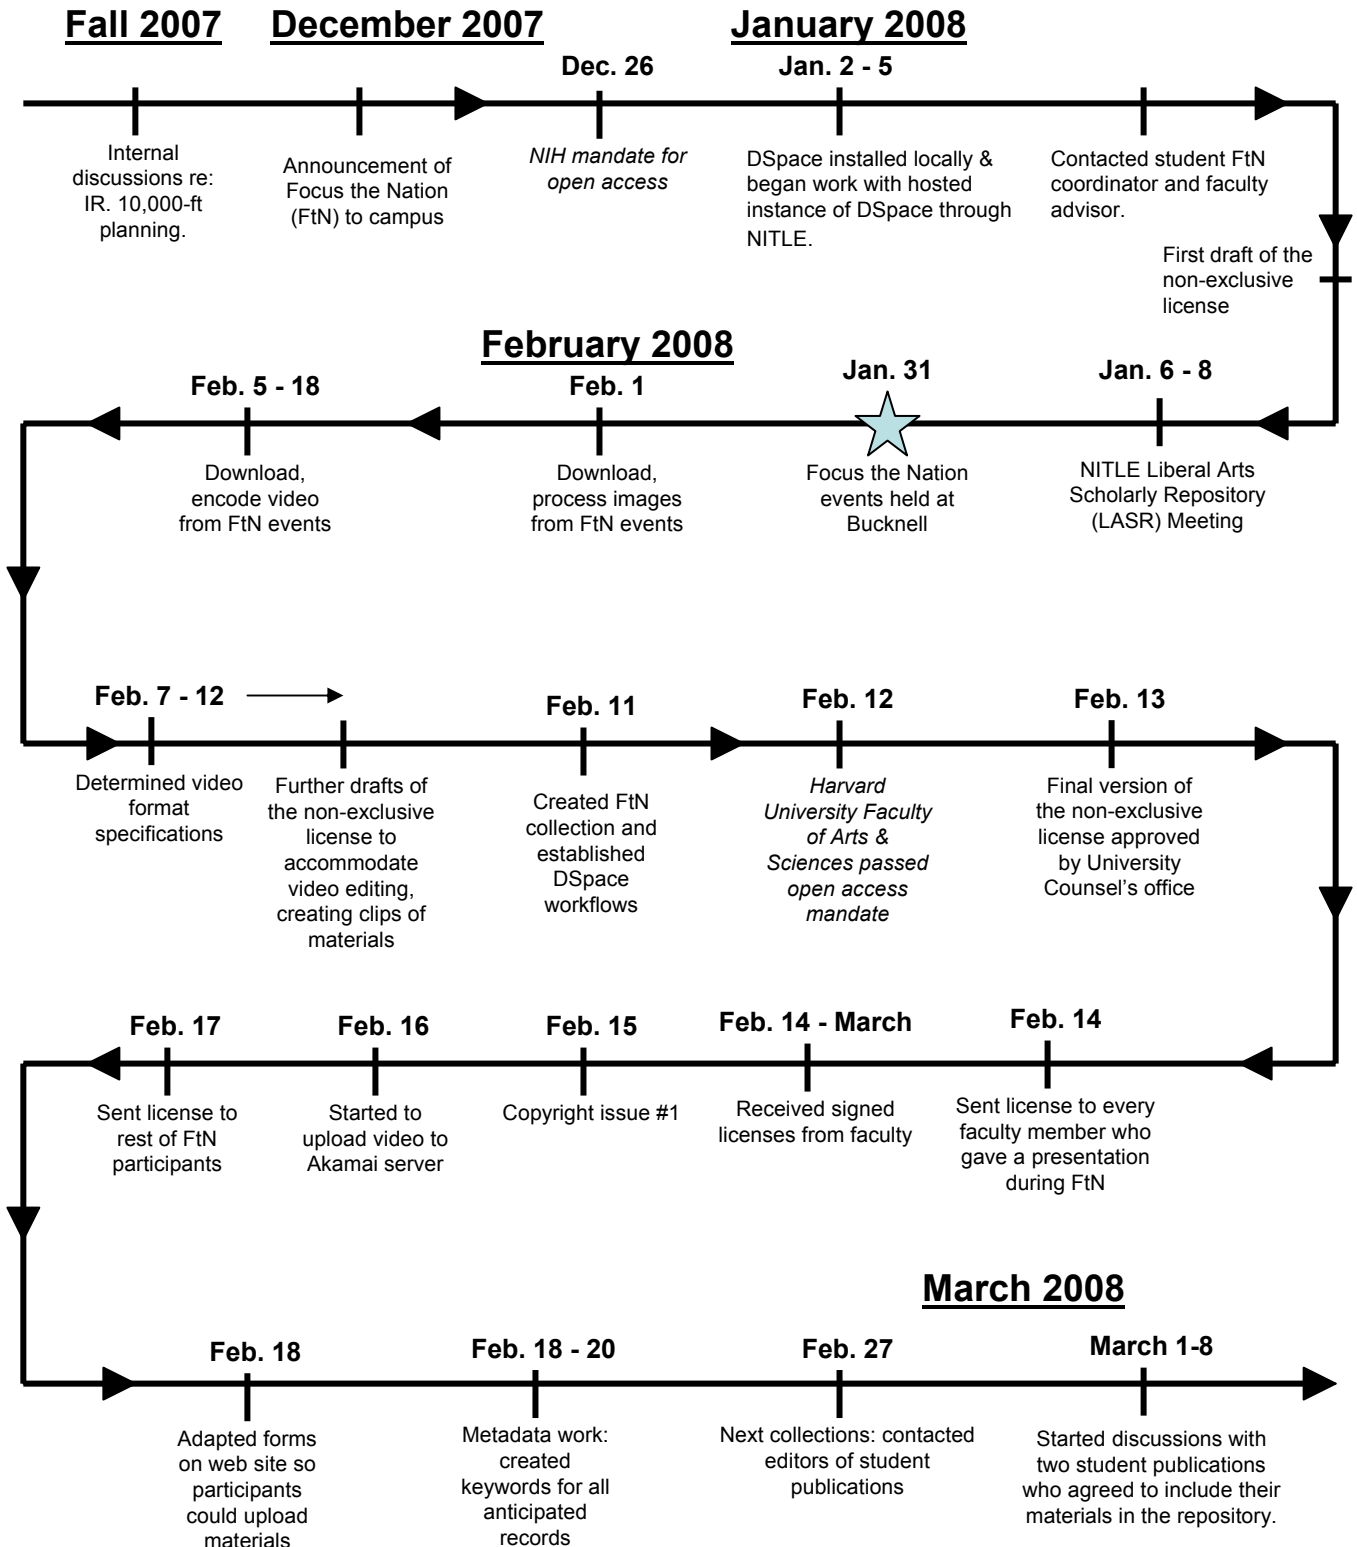 Fall 2007
December 2007
January 2008
Dec. 26
Jan. 2 - 5
Internal
discussions re:
IR. 10,000-ft
planning.
Announcement of
Focus the Nation
(FtN) to campus
NIH mandate for
open access
DSpace installed locally &
began work with hosted
instance of DSpace through
NITLE.
Contacted student FtN
coordinator and faculty
advisor.
First draft of the
non-exclusive
license
February 2008
Jan. 6 - 8
NITLE Liberal Arts
Scholarly Repository
(LASR) Meeting
Jan. 31
Focus the Nation
events held at
Bucknell
Feb. 1
Download,
process images
from FtN events
Feb. 5 - 18
Download,
encode video
from FtN events
Feb. 7 - 12
Determined video
format
specifications
Further drafts of
the non-exclusive
license to
accommodate
video editing,
creating clips of
materials
Feb. 11
Created FtN
collection and
established
DSpace
workflows
Feb. 12
Harvard
University Faculty
of Arts &
Sciences passed
open access
mandate
Feb. 13
Final version of
the non-exclusive
license approved
by University
Counsel's office
Feb. 14
Sent license to every
faculty member who
gave a presentation
during FtN
Feb. 14 - March
Received signed
licenses from faculty
Feb. 15
Copyright issue #1
Feb. 16
Started to
upload video to
Akamai server
Feb. 17
Sent license to
rest of FtN
participants
March 2008
Feb. 18
Adapted forms
on web site so
participants
could upload
materials
Feb. 18 - 20
Metadata work:
created
keywords for all
anticipated
records
Feb. 27
Next collections: contacted
editors of student
publications
March 1-8
Started discussions with
two student publications
who agreed to include their
materials in the repository.